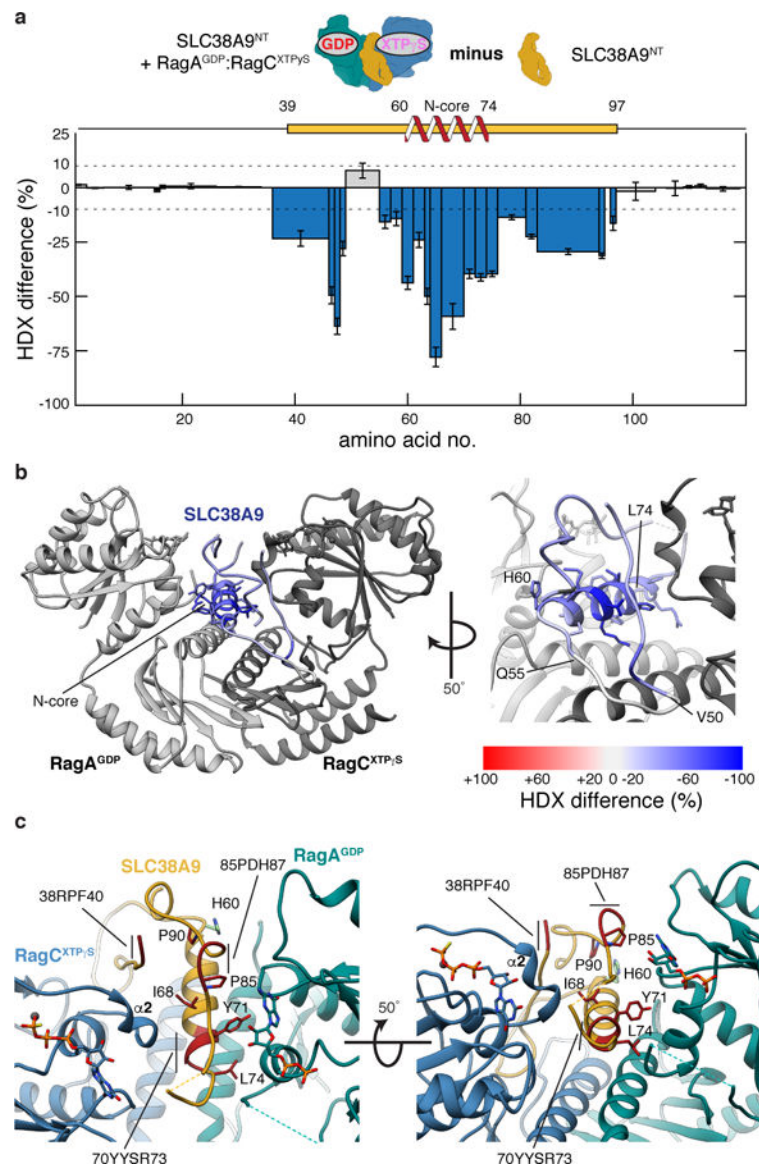 a
SLC38A9NT
+ RagAGDP:RagCXTPγS
GDP
XTPγS
minus
SLC38A9NT
39
60
N-core
74
97
HDX difference (%)
25
10
0
-10
-25
-50
-75
-100
20
40
60
80
100
amino acid no.
b
SLC38A9
N-core
RagAGDP
RagCXTPγS
50°
L74
H60
Q55
V50
+100
+60
+20
0
-20
-60
-100
HDX difference (%)
c
SLC38A9
RagAGDP
85PDH87
38RPF40
H60
RagCXTPγS
P90
α2
I68
P85
Y71
L74
70YYSR73
50°
85PDH87
38RPF40
α2
P90
P85
H60
I68
Y71
L74
70YYSR73